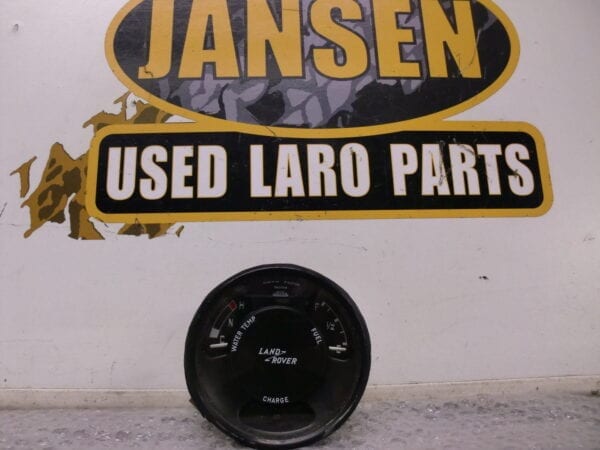 JANSEN
USED LARO PARTS
H
N
WATER TEMP
FUEL
LAND
ROVER
CHARGE